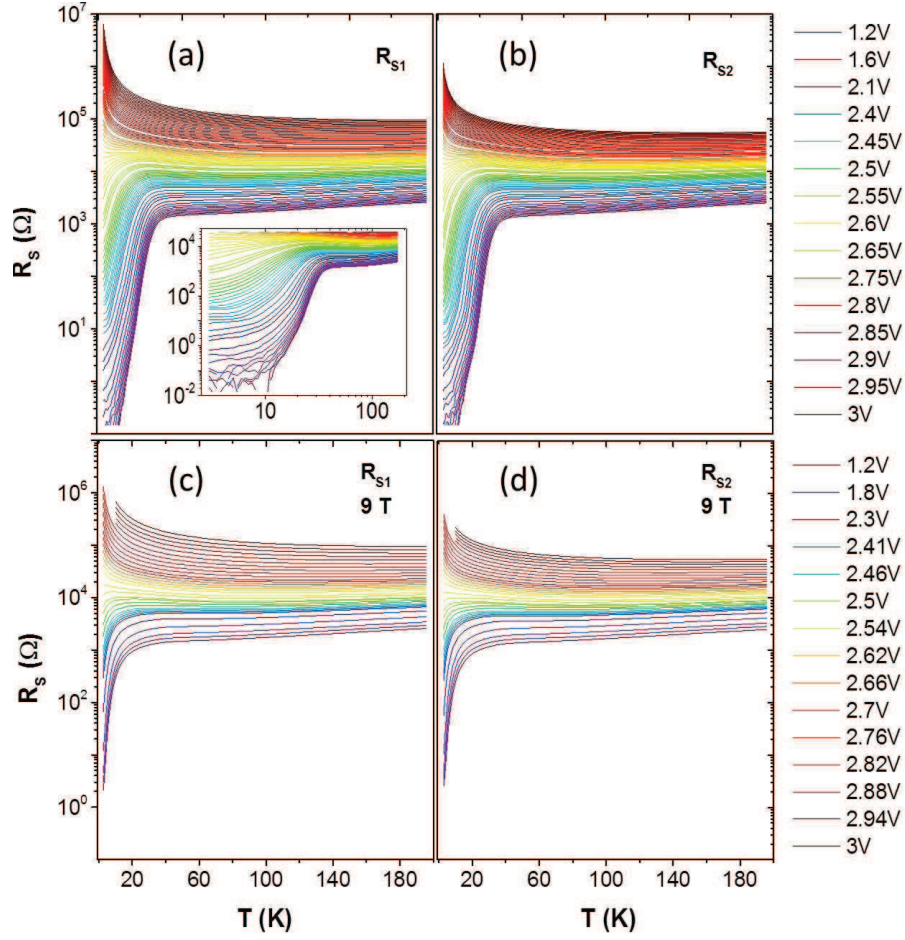 10^7
10^5
10^3
10^1
R_S (Ω)
(a)
R_S1
10^4
10^2
10^0
10^-2
10
100
(b)
R_S2
1.2V
1.6V
2.1V
2.4V
2.45V
2.5V
2.55V
2.6V
2.65V
2.75V
2.8V
2.85V
2.9V
2.95V
3V
10^6
10^4
10^2
10^0
R_S (Ω)
(c)
R_S1
9 T
(d)
R_S2
9 T
1.2V
1.8V
2.3V
2.41V
2.46V
2.5V
2.54V
2.62V
2.66V
2.7V
2.76V
2.82V
2.88V
2.94V
3V
20 60 100 140 180
20 60 100 140 180
T (K)
T (K)